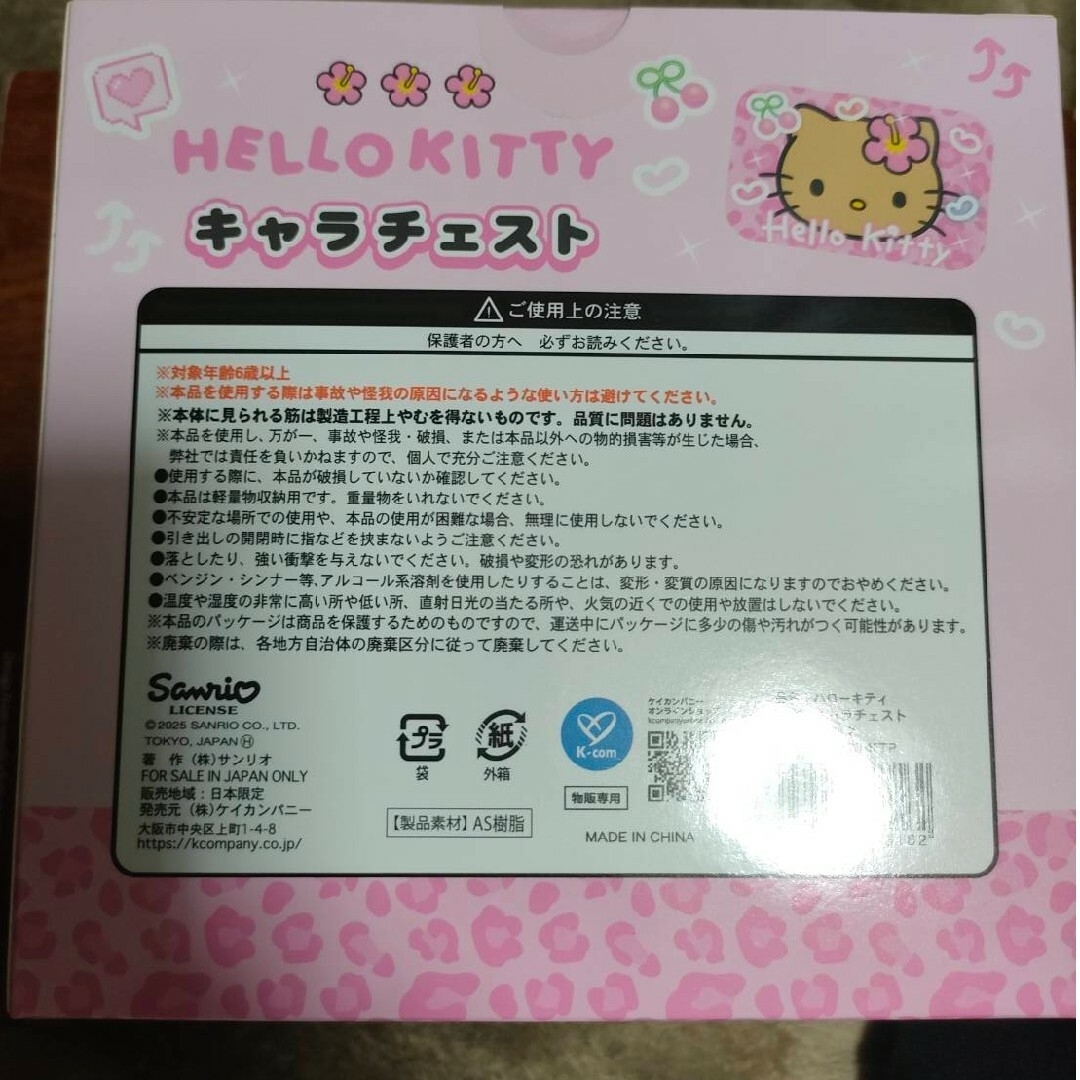 HELLO KITTY
キャラチェスト
Hello Kitty
⚠ご使用上の注意
保護者の方へ 必ずお読みください。
※対象年齢6歳以上
※本品を使用する際は事故や怪我の原因になるような使い方は避けてください。
※本体に見られる筋は製造工程上やむを得ないものです。品質に問題はありません。
※本品を使用し、万が一、事故や怪我・破損、または本品以外への物的損害等が生じた場合、
弊社では責任を負いかねますので、個人で充分ご注意ください。
●使用する際に、本品が破損していないか確認してください。
●本品は軽量物収納用です。重量物をいれないでください。
●不安定な場所での使用や、本品の使用が困難な場合、無理に使用しないでください。
●引き出しの開閉時に指などを挟まないようご注意ください。
●落としたり、強い衝撃を与えないでください。破損や変形の恐れがあります。
●ベンジン・シンナー等、アルコール系溶剤を使用したりすることは、変形・変質の原因になりますのでおやめください。
●温度や湿度の非常に高い所や低い所、直射日光の当たる所や、火気の近くでの使用や放置はしないでください。
※本品のパッケージは商品を保護するためのものですので、運送中にパッケージに多少の傷や汚れがつく可能性があります。
※廃棄の際は、各地方自治体の廃棄区分に従って廃棄してください。
Sanrio
LICENSE
© 2025 SANRIO CO., LTD.
TOKYO, JAPAN Ⓗ
著 作 (株)サンリオ
FOR SALE IN JAPAN ONLY
販売地域：日本限定
発売元 (株)ケイカンパニー
大阪市中央区上町1-4-8
https://kcompany.co.jp/
プラ
袋
紙
外箱
【製品素材】AS樹脂
K-com
物販専用
ケイカンパニー
オンラインショ
MADE IN CHINA
ハローキティ
ラチェスト